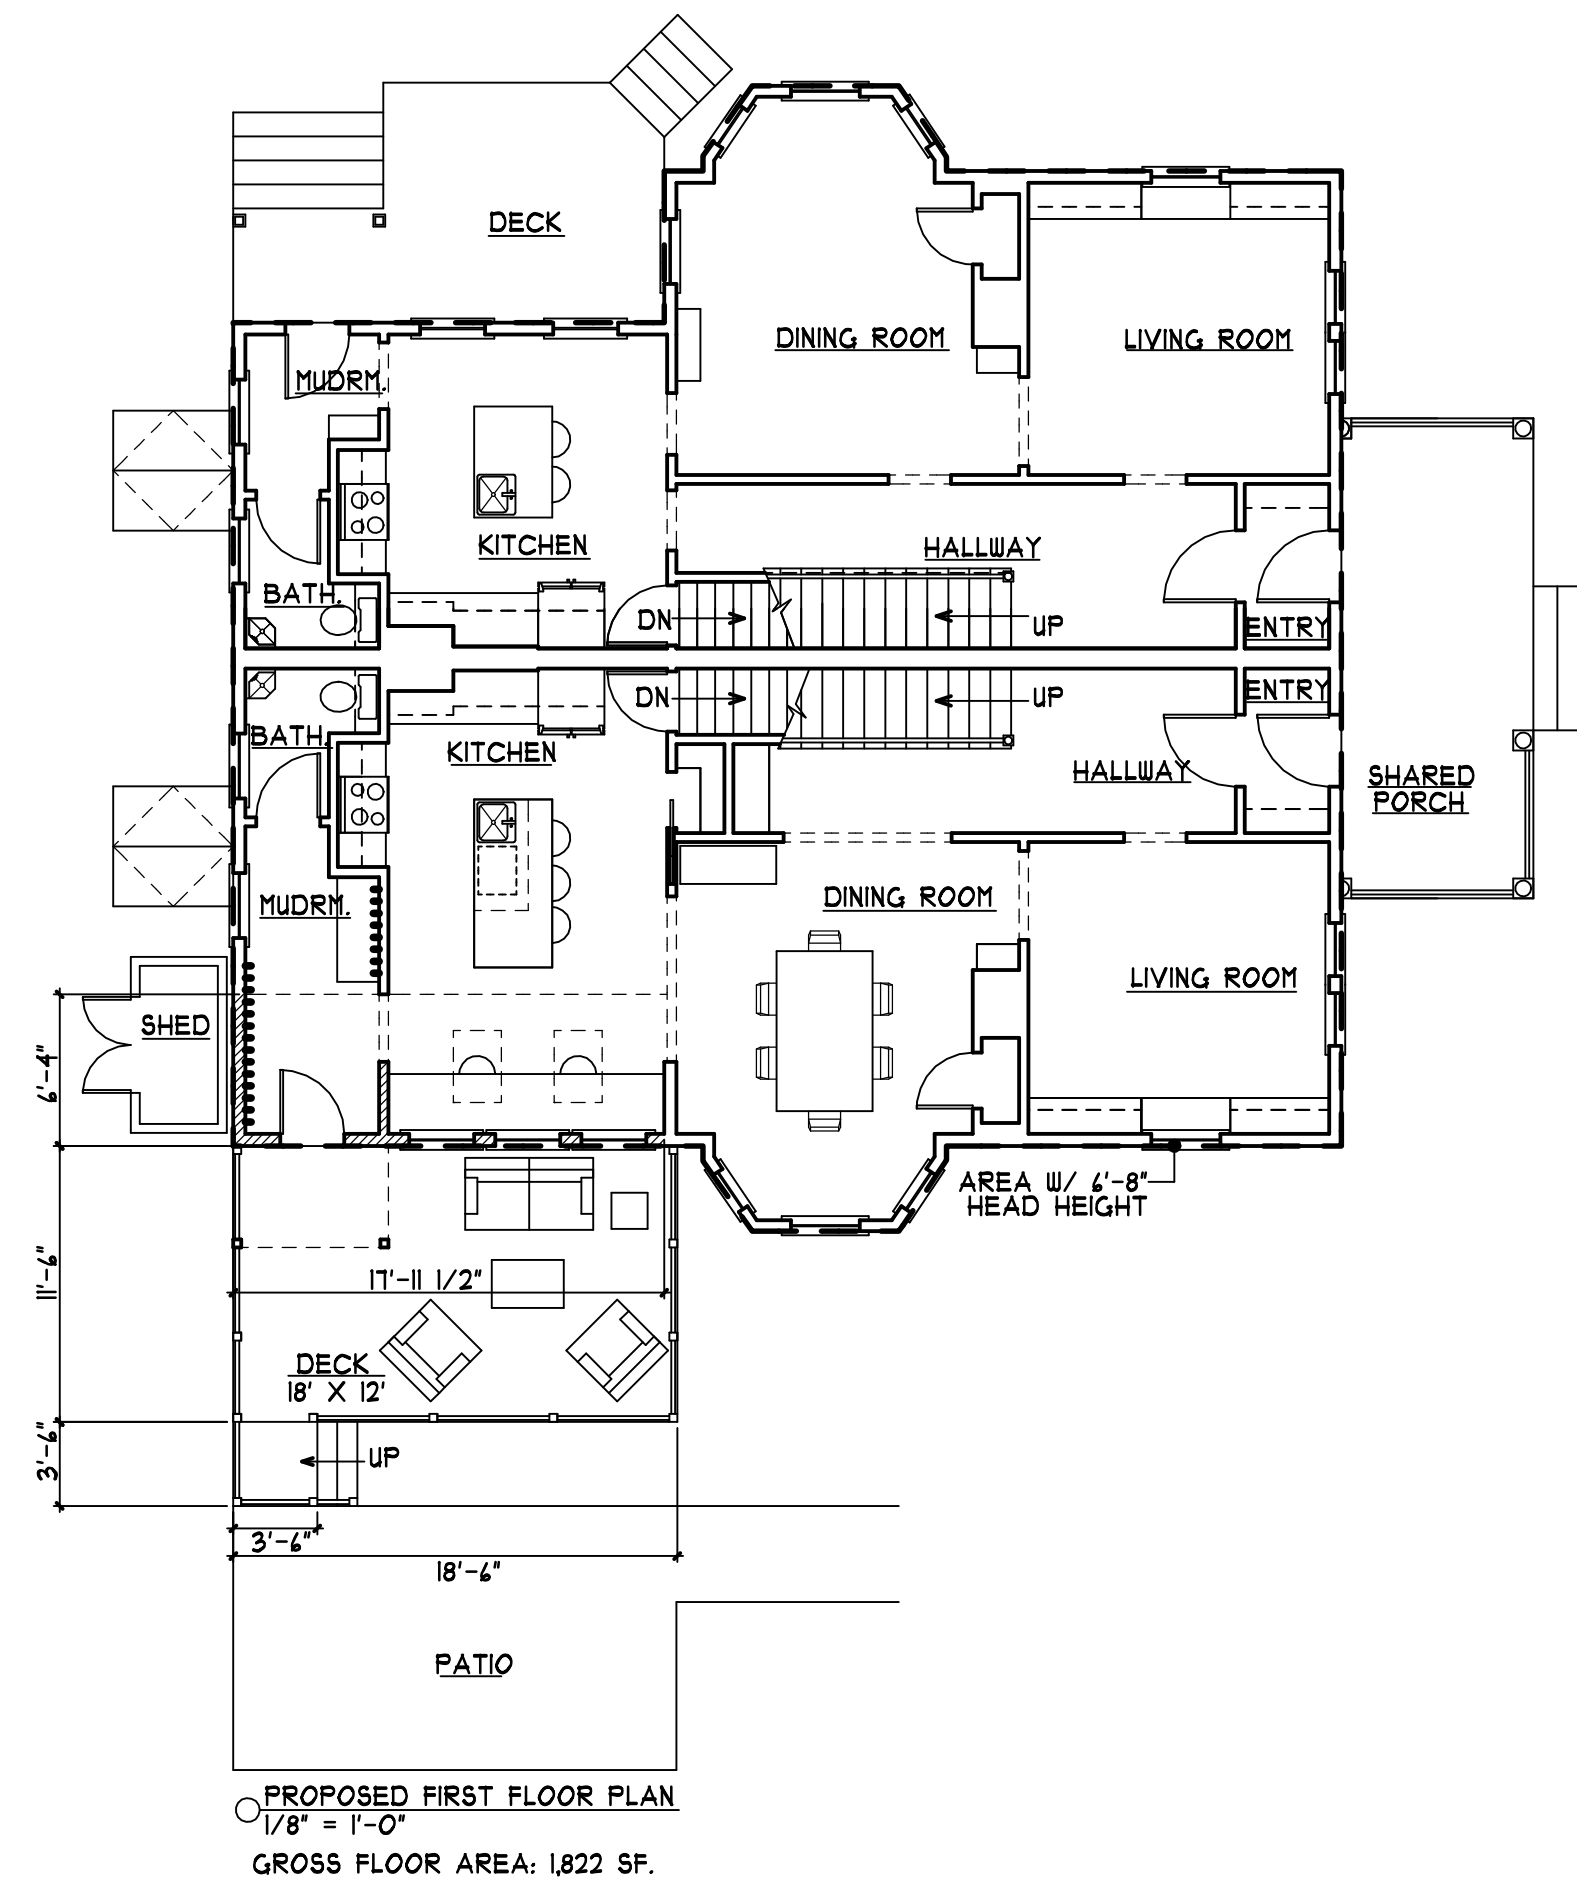 DECK
DINING ROOM
LIVING ROOM
MUDRM.
KITCHEN
HALLWAY
BATH.
DN
UP
ENTRY
DN
UP
ENTRY
BATH.
KITCHEN
HALLWAY
SHARED
PORCH
MUDRM.
DINING ROOM
LIVING ROOM
SHED
6'-4"
AREA W/ 6'-8"
HEAD HEIGHT
11'-6"
17'-11 1/2"
DECK
18' X 12'
3'-6"
UP
3'-6"
18'-6"
PATIO
PROPOSED FIRST FLOOR PLAN
1/8" = 1'-0"
GROSS FLOOR AREA: 1,822 SF.